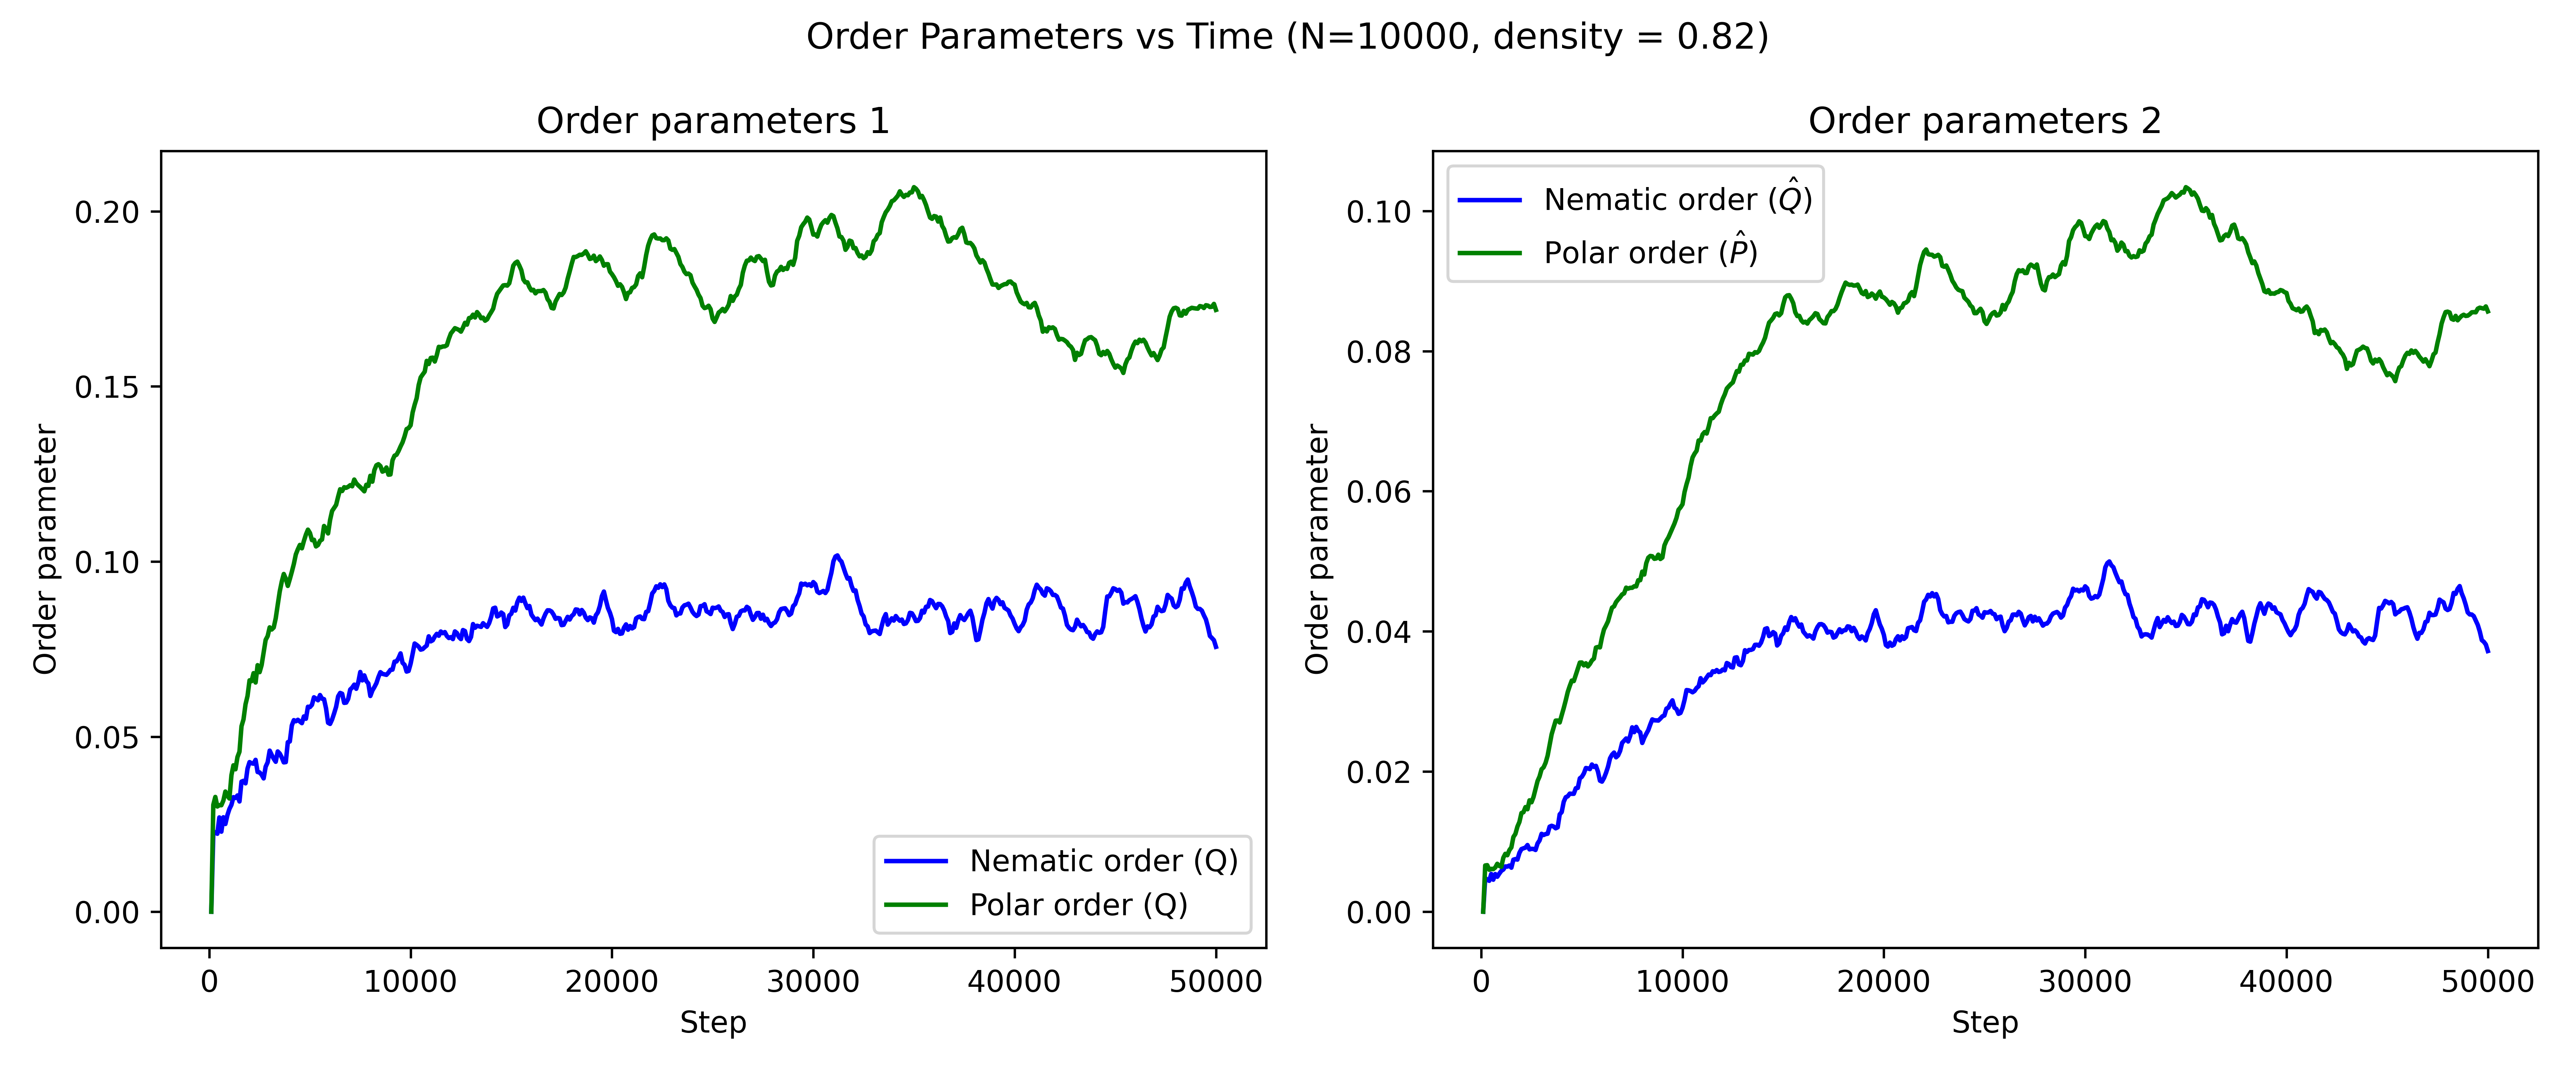 Order Parameters vs Time (N=10000, density = 0.82)
Order parameters 1
Order parameter
0.20
0.15
0.10
0.05
0.00
Nematic order (Q)
Polar order (Q)
0 10000 20000 30000 40000 50000
Step
Order parameters 2
Order parameter
Nematic order (Q̂)
Polar order (P̂)
0.10
0.08
0.06
0.04
0.02
0.00
0 10000 20000 30000 40000 50000
Step